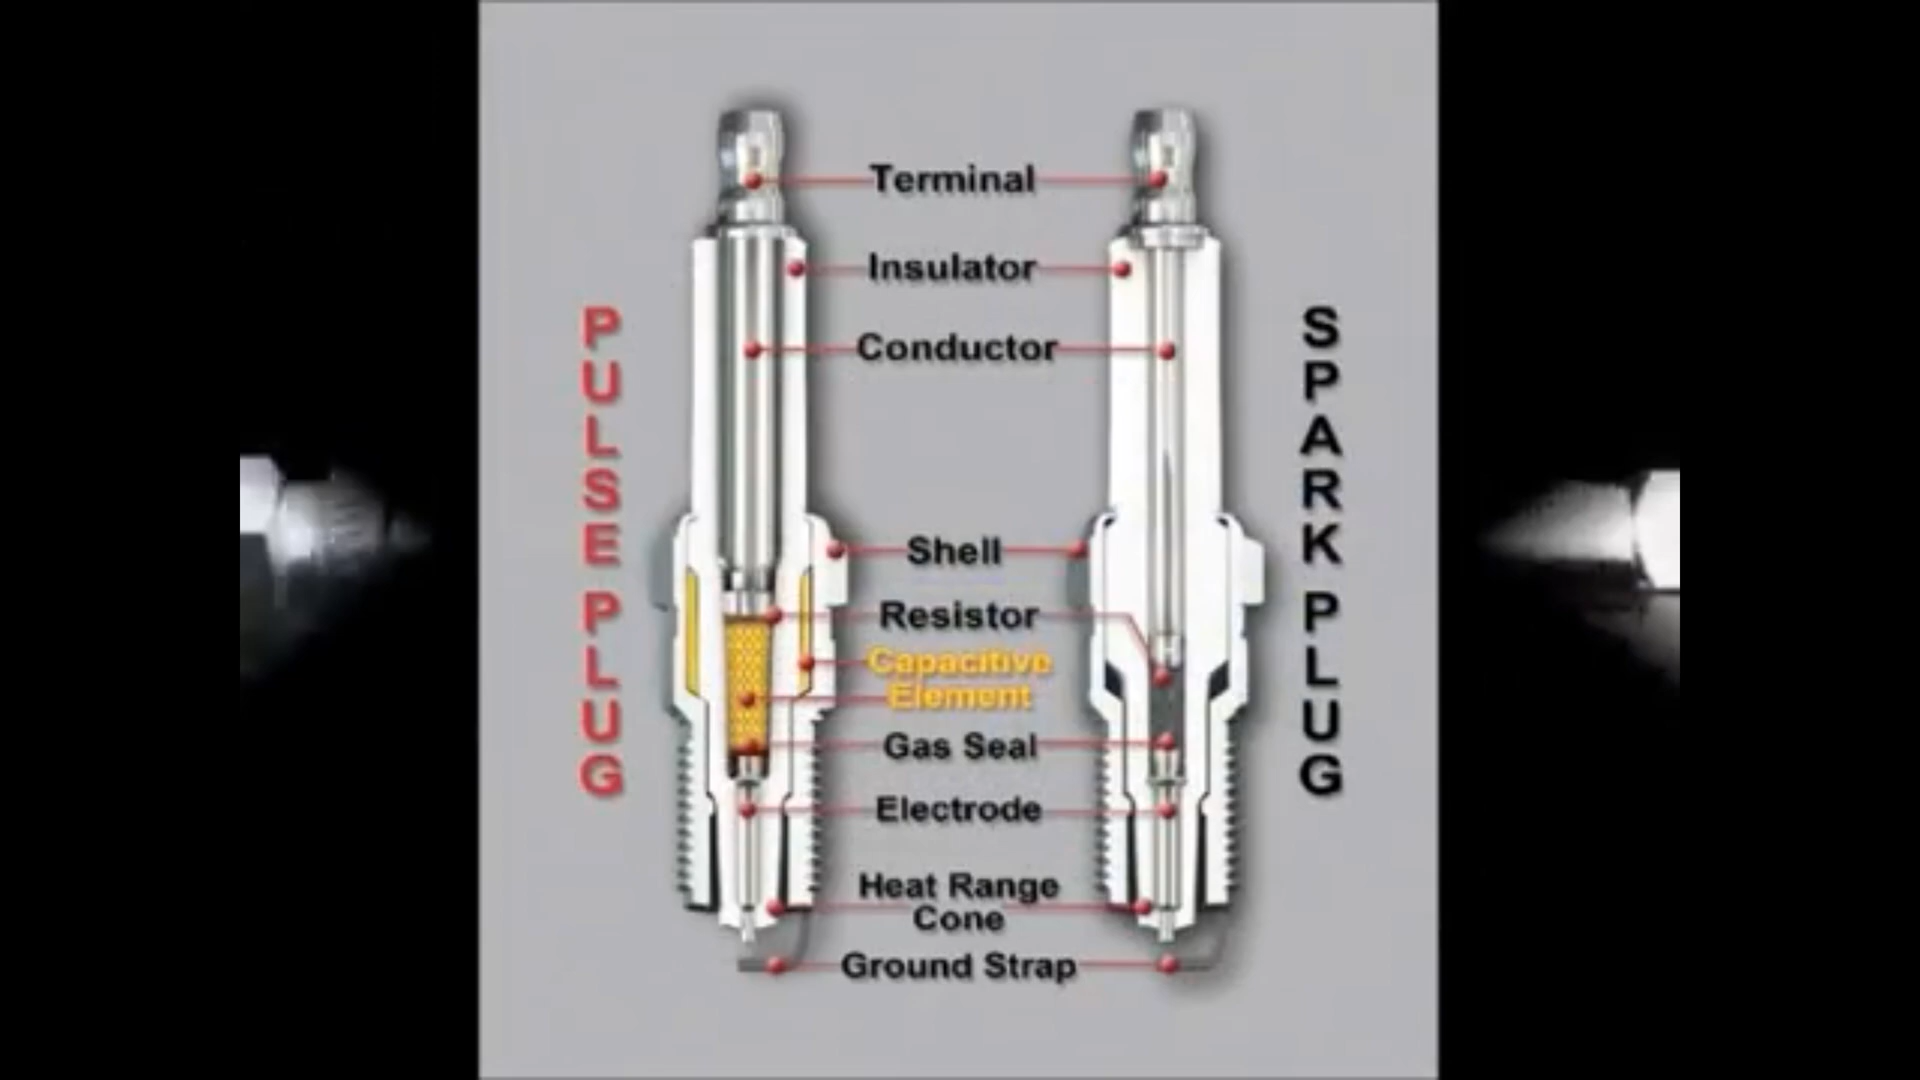 PULSE PLUG
Terminal
Insulator
Conductor
Shell
Resistor
Capacitive
Element
Gas Seal
Electrode
Heat Range
Cone
Ground Strap
SPARK PLUG